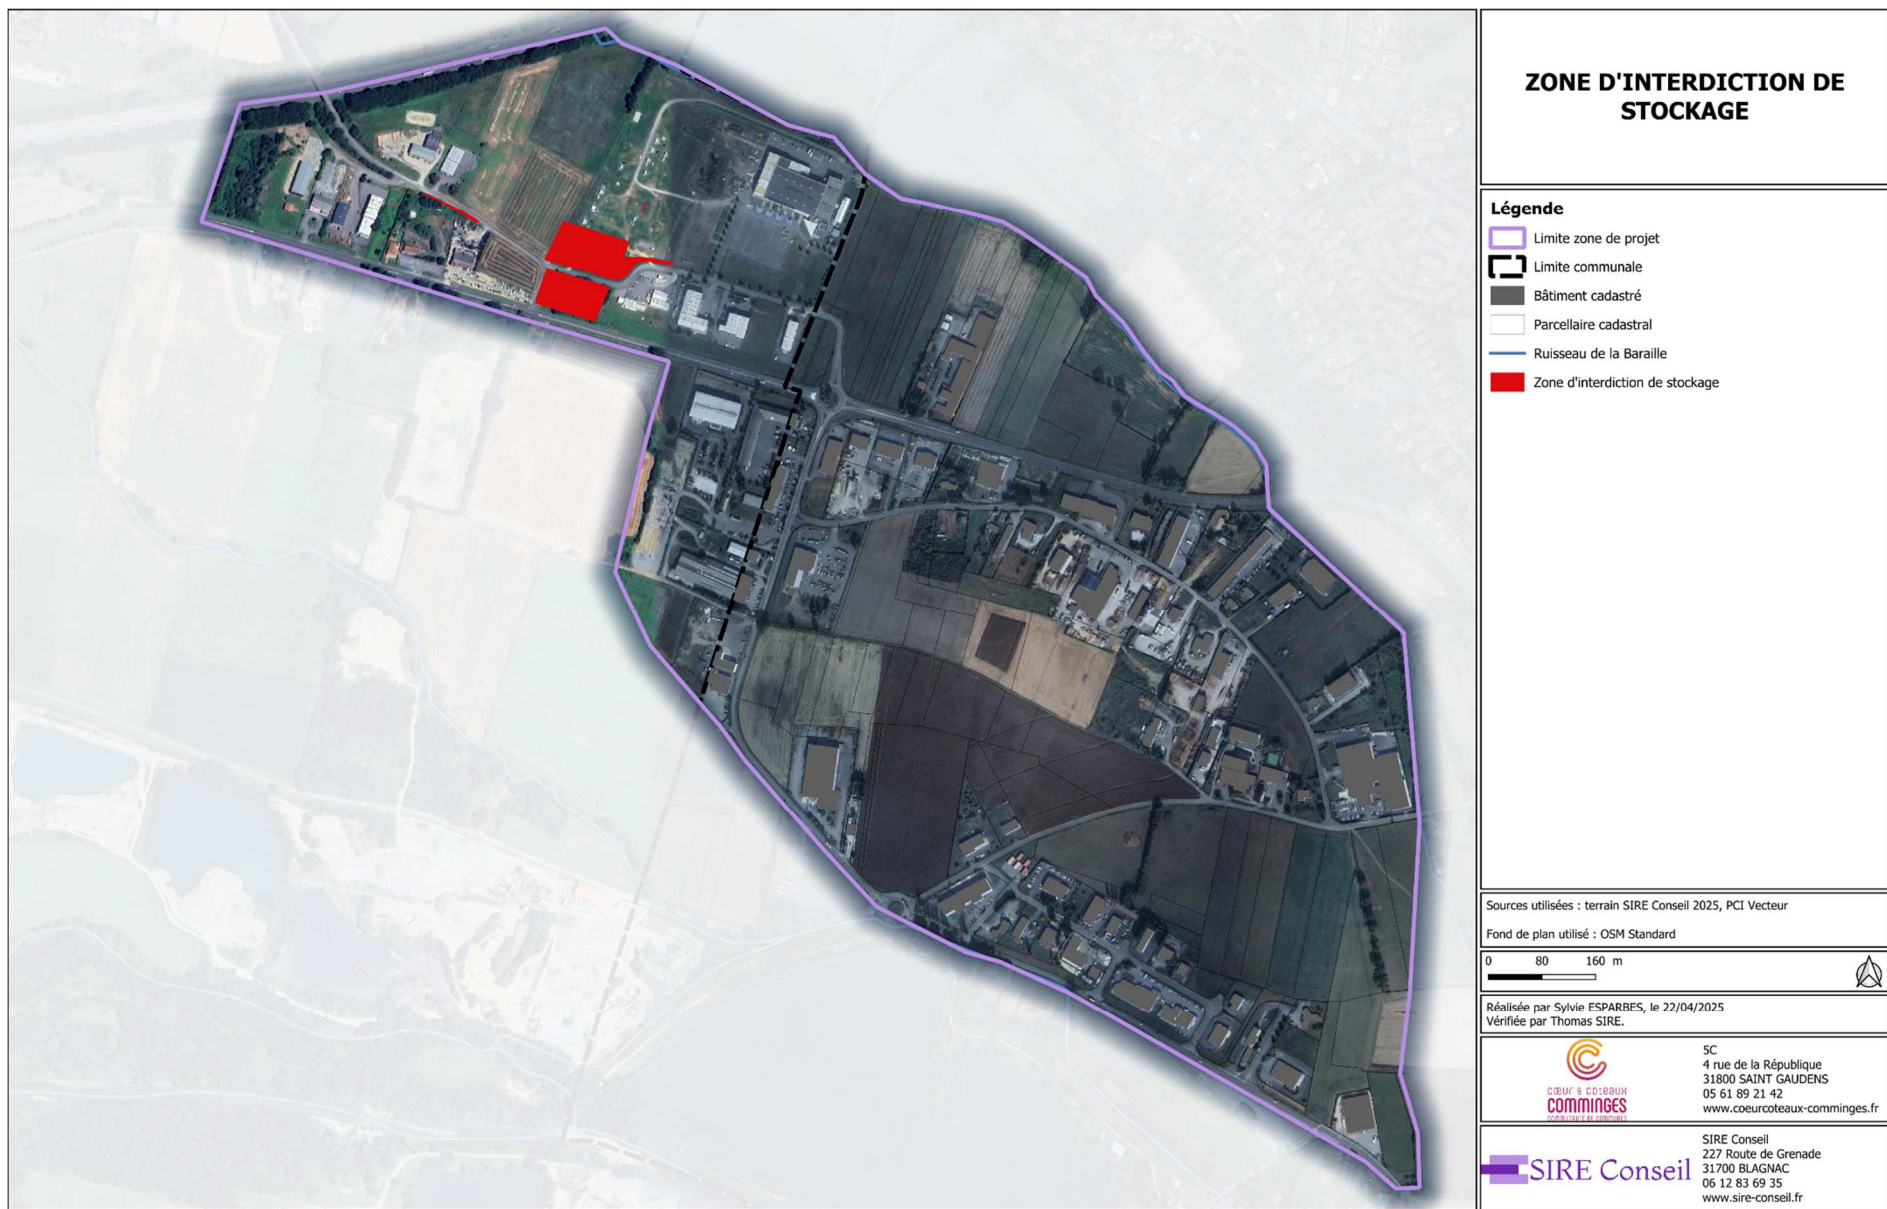 ZONE D'INTERDICTION DE
STOCKAGE
Légende
Limite zone de projet
Limite communale
Bâtiment cadastré
Parcellaire cadastral
Ruisseau de la Baraille
Zone d'interdiction de stockage
Sources utilisées : terrain SIRE Conseil 2025, PCI Vecteur
Fond de plan utilisé : OSM Standard
0 80 160 m
Réalisée par Sylvie ESPARBES, le 22/04/2025
Vérifiée par Thomas SIRE.
cœur & coteaux
COMMINGES
COMMUNAUTÉ DE COMMUNES
5C
4 rue de la République
31800 SAINT GAUDENS
05 61 89 21 42
www.coeurcoteaux-comminges.fr
SIRE Conseil
SIRE Conseil
227 Route de Grenade
31700 BLAGNAC
06 12 83 69 35
www.sire-conseil.fr